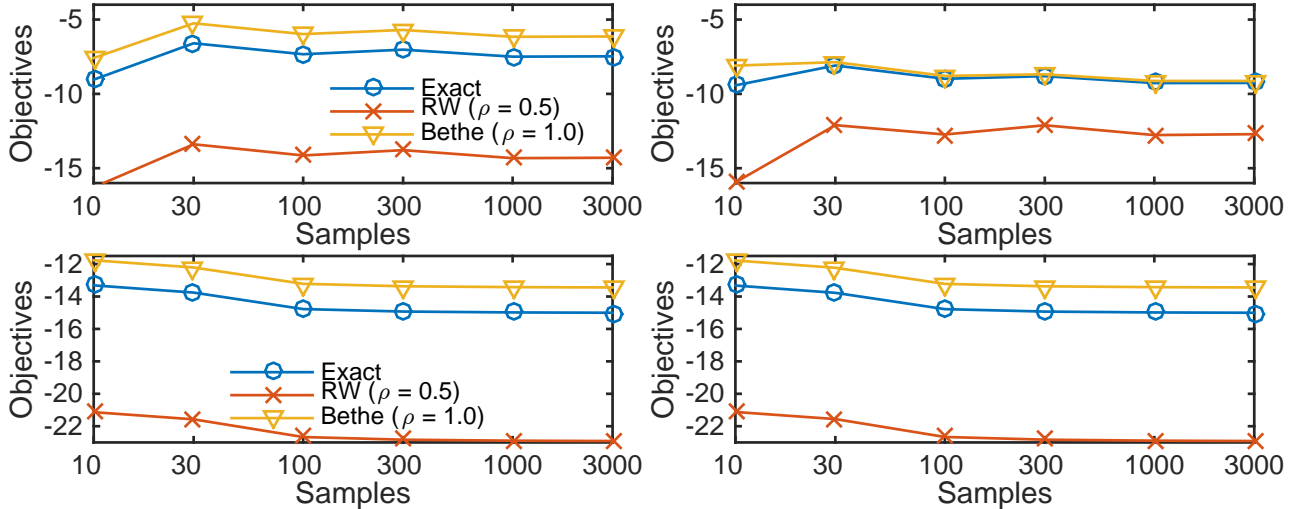 -5
-10
-15
Objectives
Exact
RW (ρ = 0.5)
Bethe (ρ = 1.0)
10 30 100 300 1000 3000
Samples
-5
-10
-15
Objectives
10 30 100 300 1000 3000
Samples
-12
-14
-16
-18
-20
-22
Objectives
Exact
RW (ρ = 0.5)
Bethe (ρ = 1.0)
10 30 100 300 1000 3000
Samples
-12
-14
-16
-18
-20
-22
Objectives
10 30 100 300 1000 3000
Samples